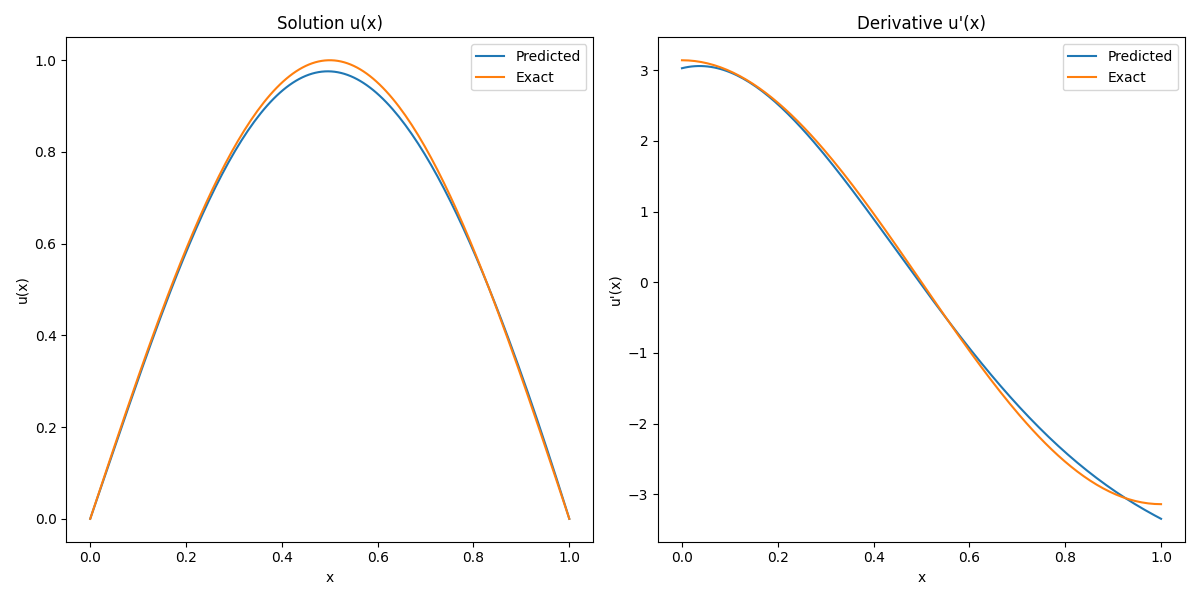 Solution u(x)
Predicted
Exact
1.0
0.8
0.6
0.4
0.2
0.0
u(x)
0.0 0.2 0.4 0.6 0.8 1.0
x
Derivative u'(x)
Predicted
Exact
3
2
1
0
−1
−2
−3
u'(x)
0.0 0.2 0.4 0.6 0.8 1.0
x